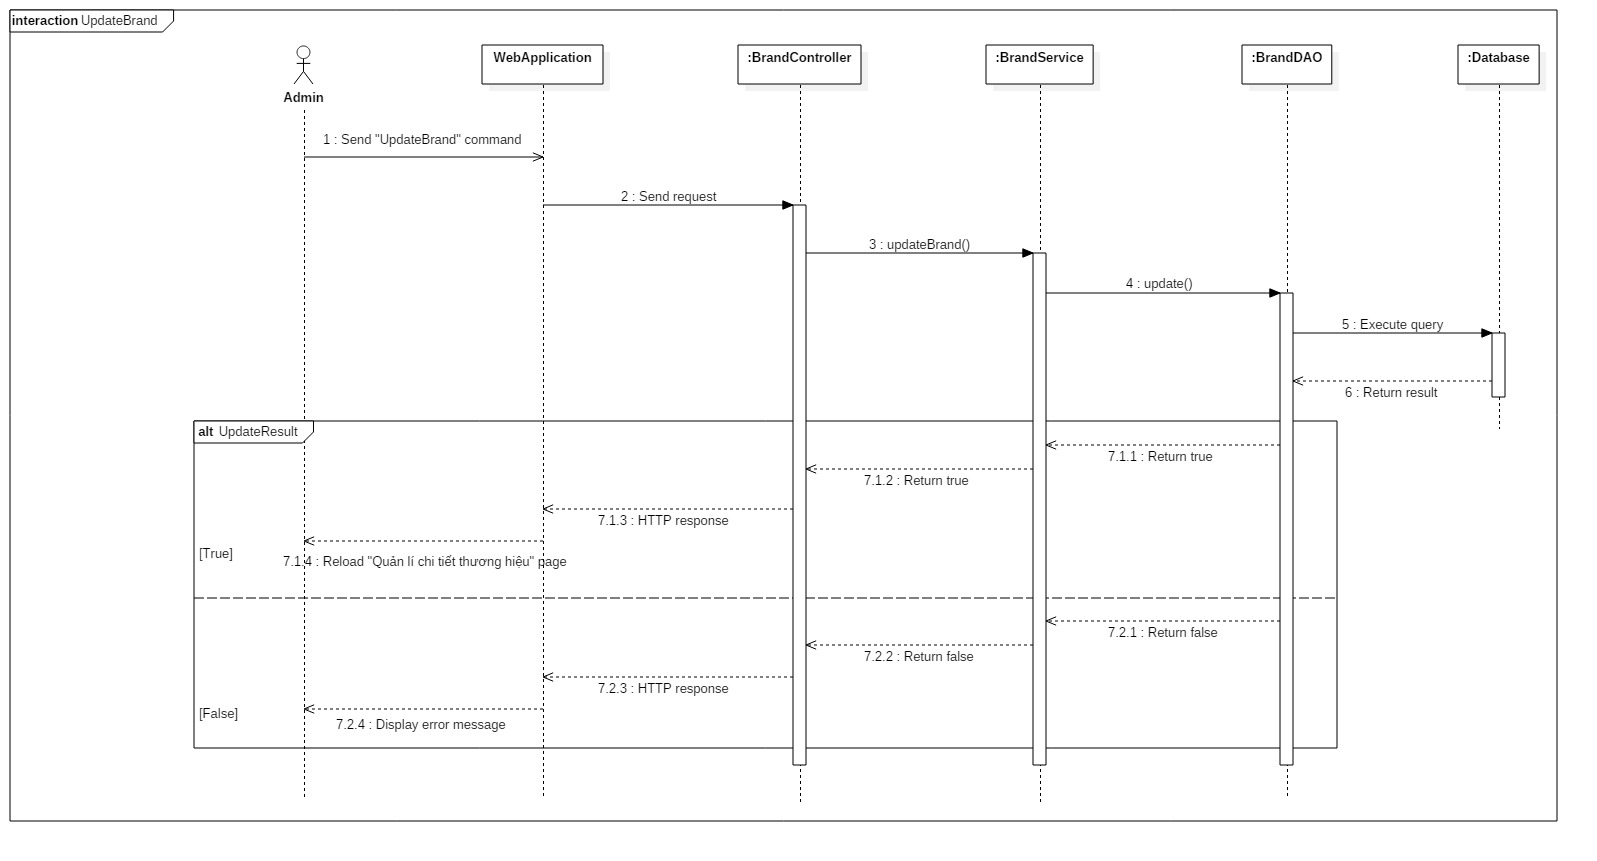 interaction UpdateBrand
WebApplication
:BrandController
:BrandService
:BrandDAO
:Database
Admin
1 : Send "UpdateBrand" command
2 : Send request
3 : updateBrand()
4 : update()
5 : Execute query
6 : Return result
alt UpdateResult
7.1.1 : Return true
7.1.2 : Return true
7.1.3 : HTTP response
[True]
7.1.4 : Reload "Quản lí chi tiết thương hiệu" page
7.2.1 : Return false
7.2.2 : Return false
7.2.3 : HTTP response
[False]
7.2.4 : Display error message